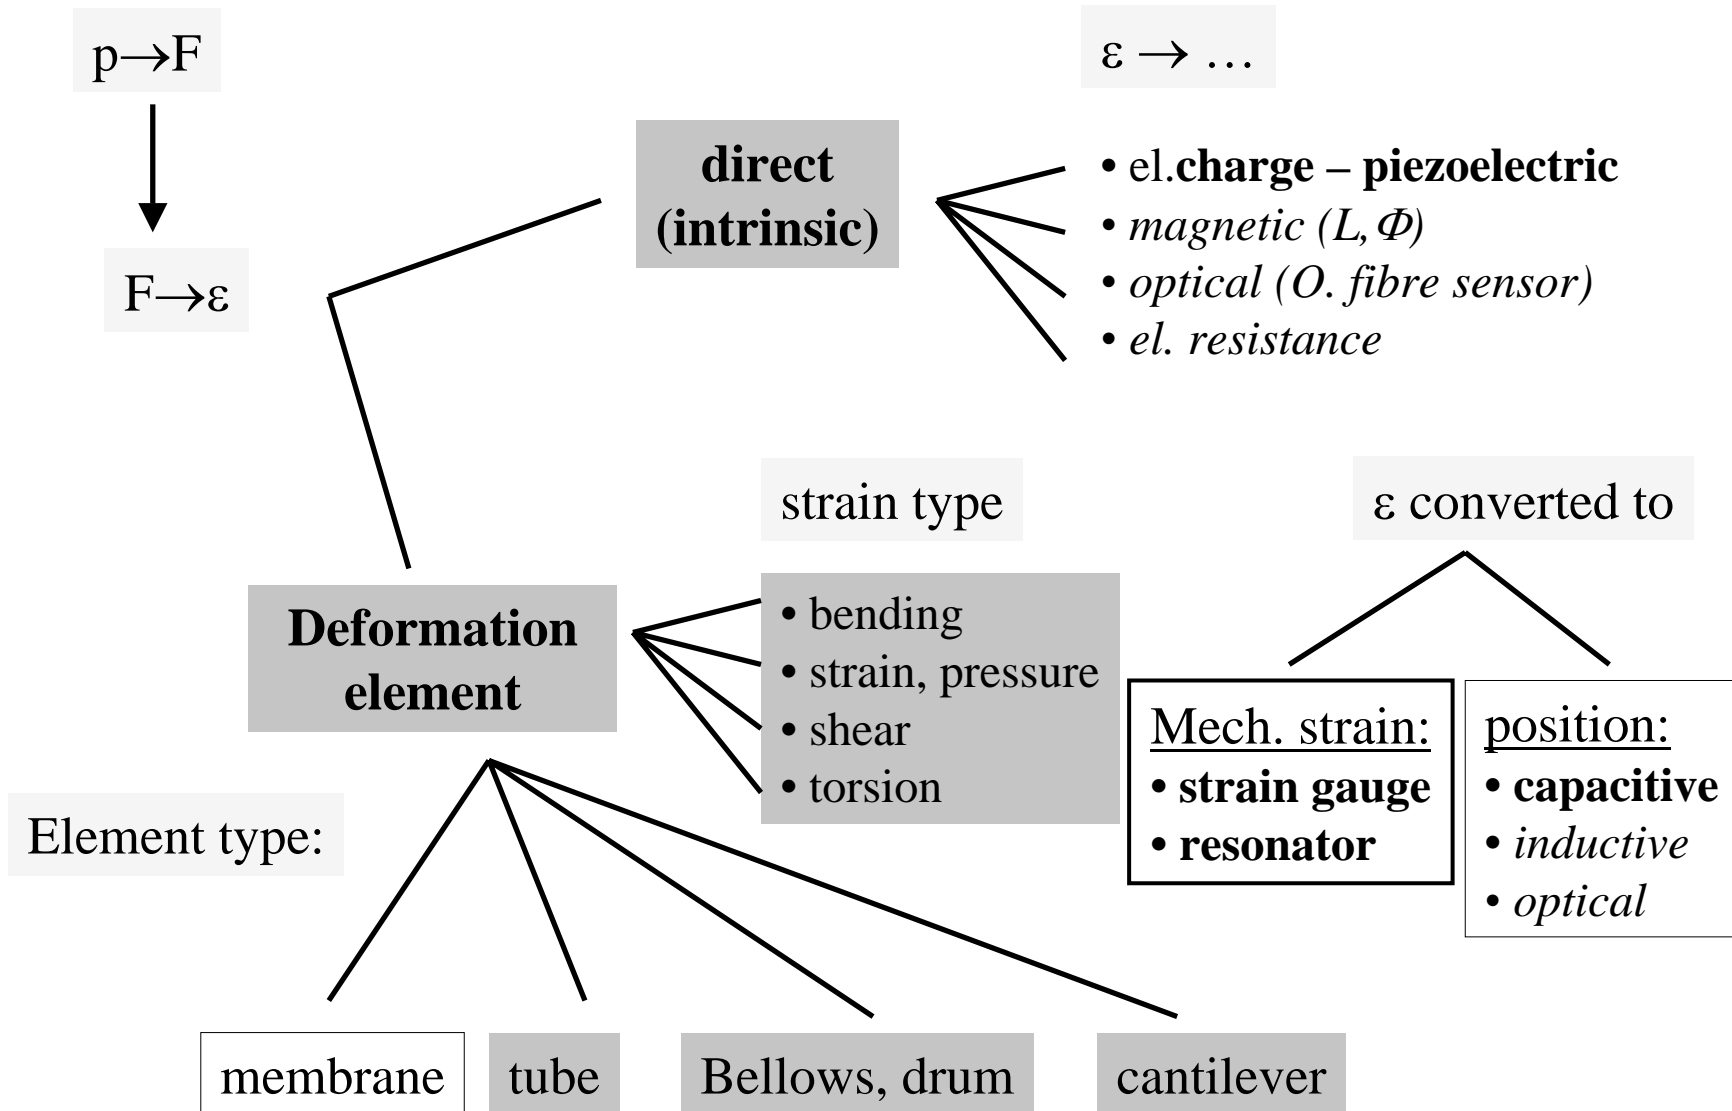 p→F
ε → …
direct
(intrinsic)
• el.charge – piezoelectric
• magnetic (L, Φ)
• optical (O. fibre sensor)
• el. resistance
F→ε
strain type
ε converted to
Deformation
element
• bending
• strain, pressure
• shear
• torsion
Mech. strain:
• strain gauge
• resonator
position:
• capacitive
• inductive
• optical
Element type:
membrane
tube
Bellows, drum
cantilever